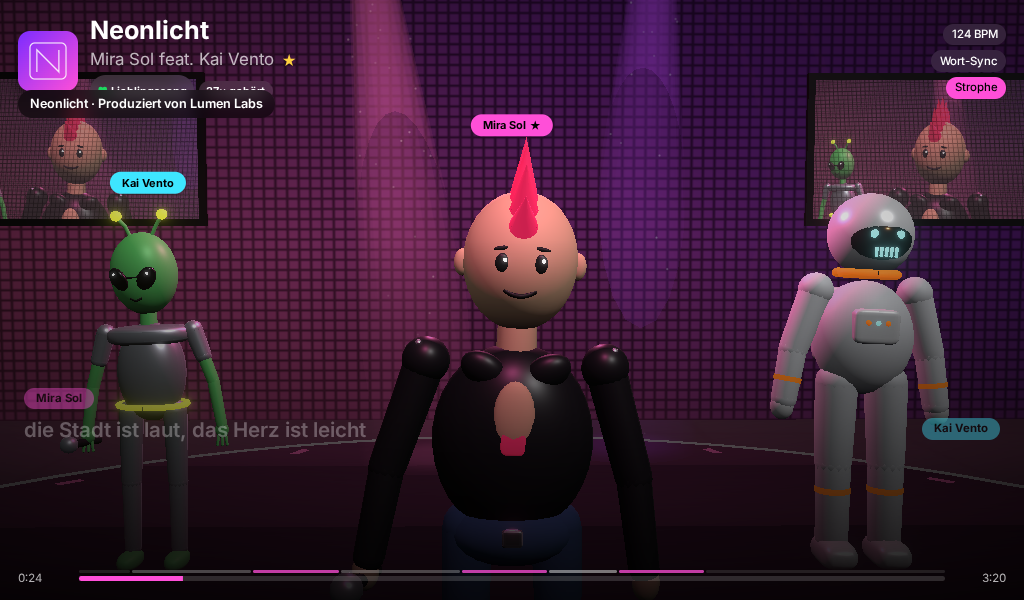 Neonlicht
Mira Sol feat. Kai Vento ★
Neonlicht · Produziert von Lumen Labs
124 BPM
Wort-Sync
Strophe
Mira Sol ★
Kai Vento
Mira Sol
die Stadt ist laut, das Herz ist leicht
Kai Vento
0:24
3:20